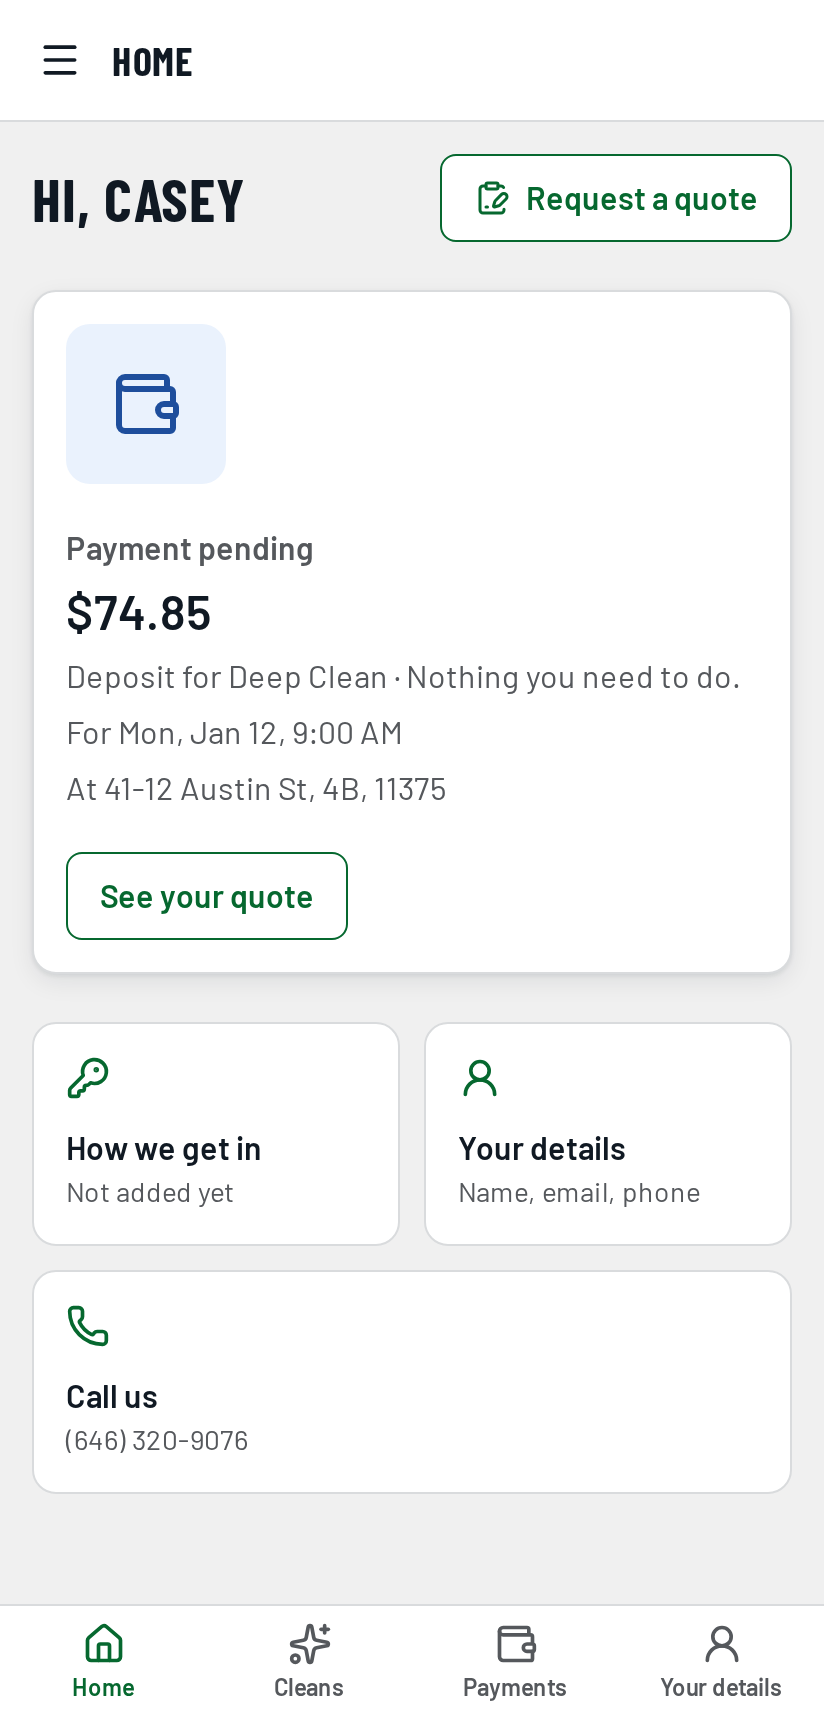 HOME
HI, CASEY
Request a quote
Payment pending
$74.85
Deposit for Deep Clean · Nothing you need to do.
For Mon, Jan 12, 9:00 AM
At 41-12 Austin St, 4B, 11375
See your quote
How we get in
Not added yet
Your details
Name, email, phone
Call us
(646) 320-9076
Home
Cleans
Payments
Your details